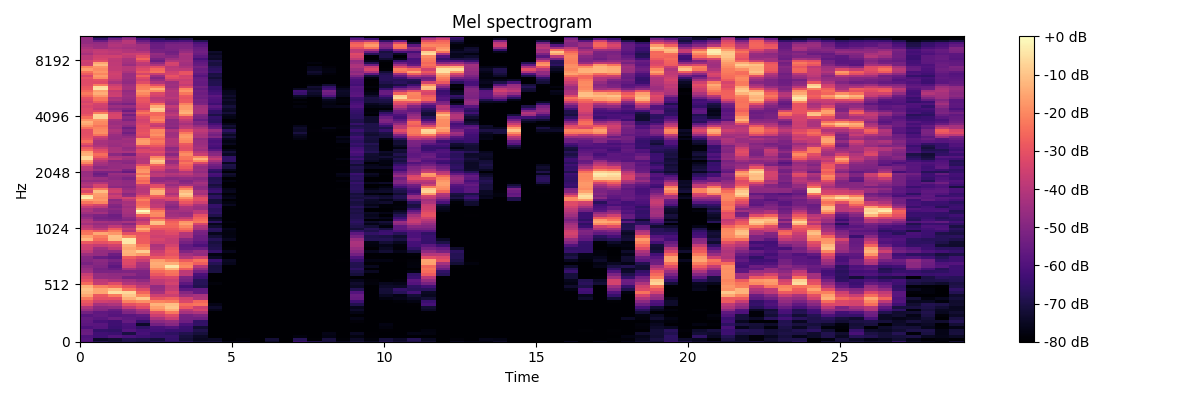 Mel spectrogram
Hz
8192
4096
2048
1024
512
0
0 5 10 15 20 25
Time
+0 dB
-10 dB
-20 dB
-30 dB
-40 dB
-50 dB
-60 dB
-70 dB
-80 dB